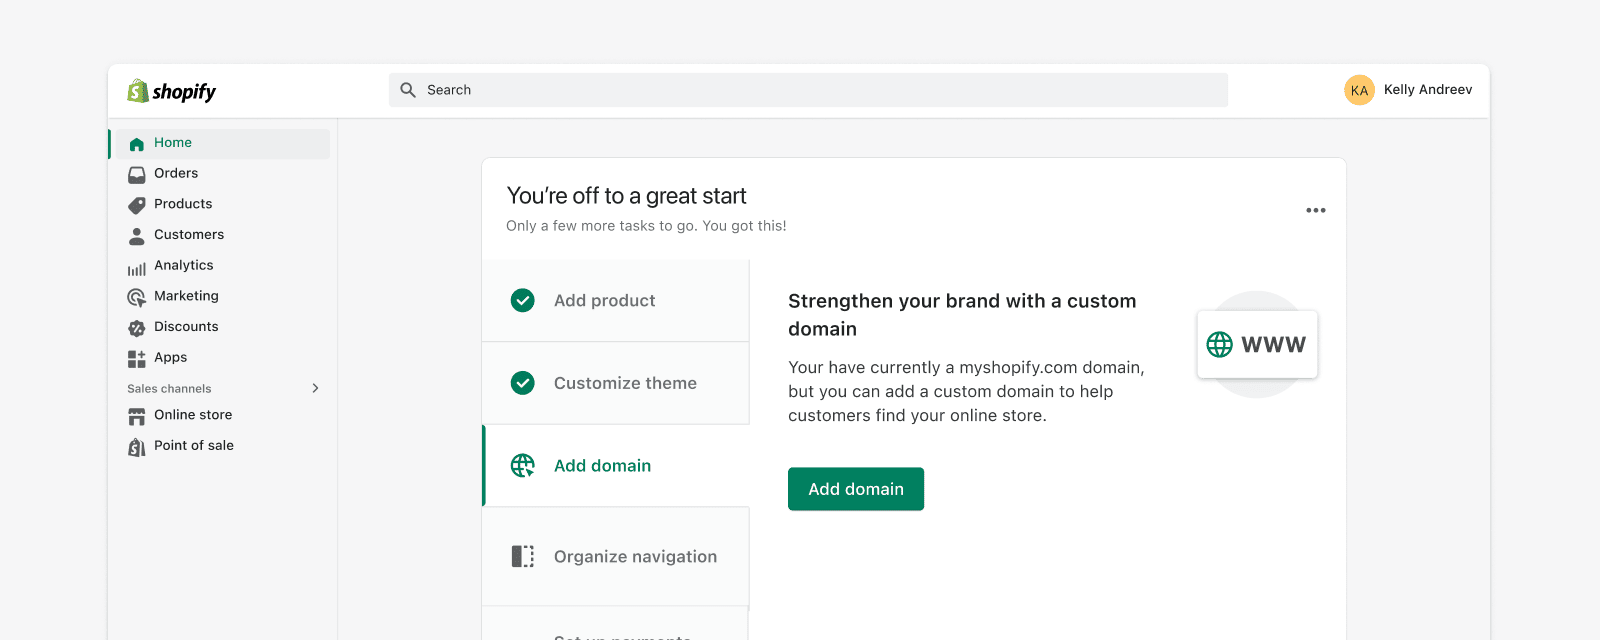 shopify
Search
KA
Kelly Andreev
Home
Orders
Products
Customers
Analytics
Marketing
Discounts
Apps
Sales channels
Online store
Point of sale
You’re off to a great start
Only a few more tasks to go. You got this!
Add product
Customize theme
Add domain
Organize navigation
Set up payments
Strengthen your brand with a custom
domain
Your have currently a myshopify.com domain,
but you can add a custom domain to help
customers find your online store.
Add domain
WWW